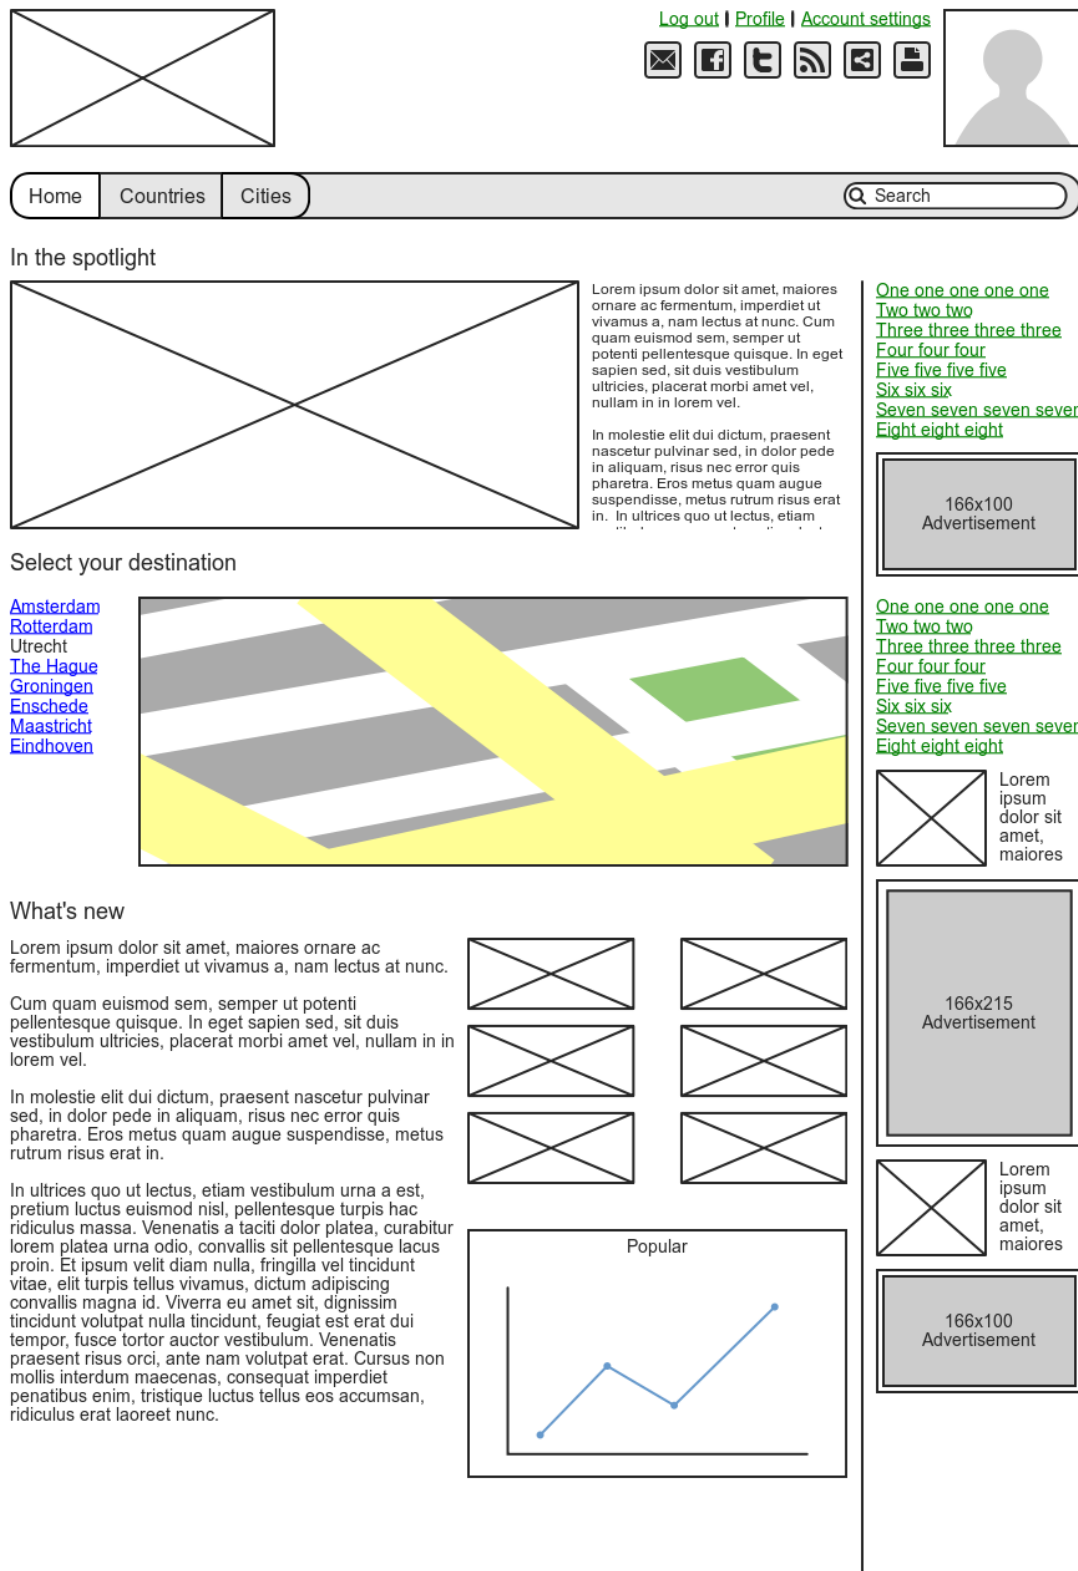 Log out | Profile | Account settings
Home Countries Cities Search
In the spotlight
Lorem ipsum dolor sit amet, maiores
ornare ac fermentum, imperdiet ut
vivamus a, nam lectus at nunc. Cum
quam euismod sem, semper ut
potenti pellentesque quisque. In eget
sapien sed, sit duis vestibulum
ultricies, placerat morbi amet vel,
nullam in in lorem vel.
In molestie elit dui dictum, praesent
nascetur pulvinar sed, in dolor pede
in aliquam, risus nec error quis
pharetra. Eros metus quam augue
suspendisse, metus rutrum risus erat
in. In ultrices quo ut lectus, etiam
One one one one one
Two two two
Three three three three
Four four four
Five five five five
Six six six
Seven seven seven seven
Eight eight eight
166x100
Advertisement
Select your destination
Amsterdam
Rotterdam
Utrecht
The Hague
Groningen
Enschede
Maastricht
Eindhoven
One one one one one
Two two two
Three three three three
Four four four
Five five five five
Six six six
Seven seven seven seven
Eight eight eight
Lorem
ipsum
dolor sit
amet,
maiores
166x215
Advertisement
Lorem
ipsum
dolor sit
amet,
maiores
166x100
Advertisement
What's new
Lorem ipsum dolor sit amet, maiores ornare ac
fermentum, imperdiet ut vivamus a, nam lectus at nunc.
Cum quam euismod sem, semper ut potenti
pellentesque quisque. In eget sapien sed, sit duis
vestibulum ultricies, placerat morbi amet vel, nullam in in
lorem vel.
In molestie elit dui dictum, praesent nascetur pulvinar
sed, in dolor pede in aliquam, risus nec error quis
pharetra. Eros metus quam augue suspendisse, metus
rutrum risus erat in.
In ultrices quo ut lectus, etiam vestibulum urna a est,
pretium luctus euismod nisl, pellentesque turpis hac
ridiculus massa. Venenatis a taciti dolor platea, curabitur
lorem platea urna odio, convallis sit pellentesque lacus
proin. Et ipsum velit diam nulla, fringilla vel tincidunt
vitae, elit turpis tellus vivamus, dictum adipiscing
convallis magna id. Viverra eu amet sit, dignissim
tincidunt volutpat nulla tincidunt, feugiat est erat dui
tempor, fusce tortor auctor vestibulum. Venenatis
praesent risus orci, ante nam volutpat erat. Cursus non
mollis interdum maecenas, consequat imperdiet
penatibus enim, tristique luctus tellus eos accumsan,
ridiculus erat laoreet nunc.
Popular